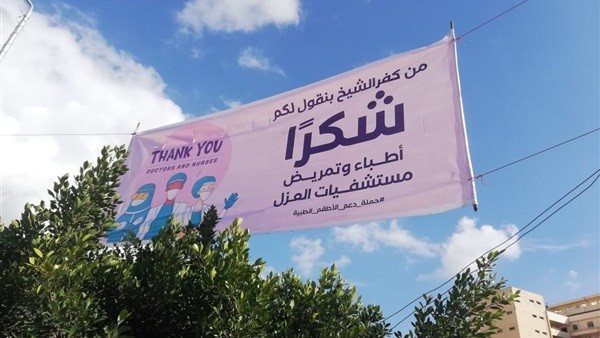 من كفرالشيخ بنقول لكم
شكرًا
أطباء وتمريض
مستشفيات العزل
#حملة_دعم_الأطقم_الطبية
THANK YOU
DOCTORS AND NURSES